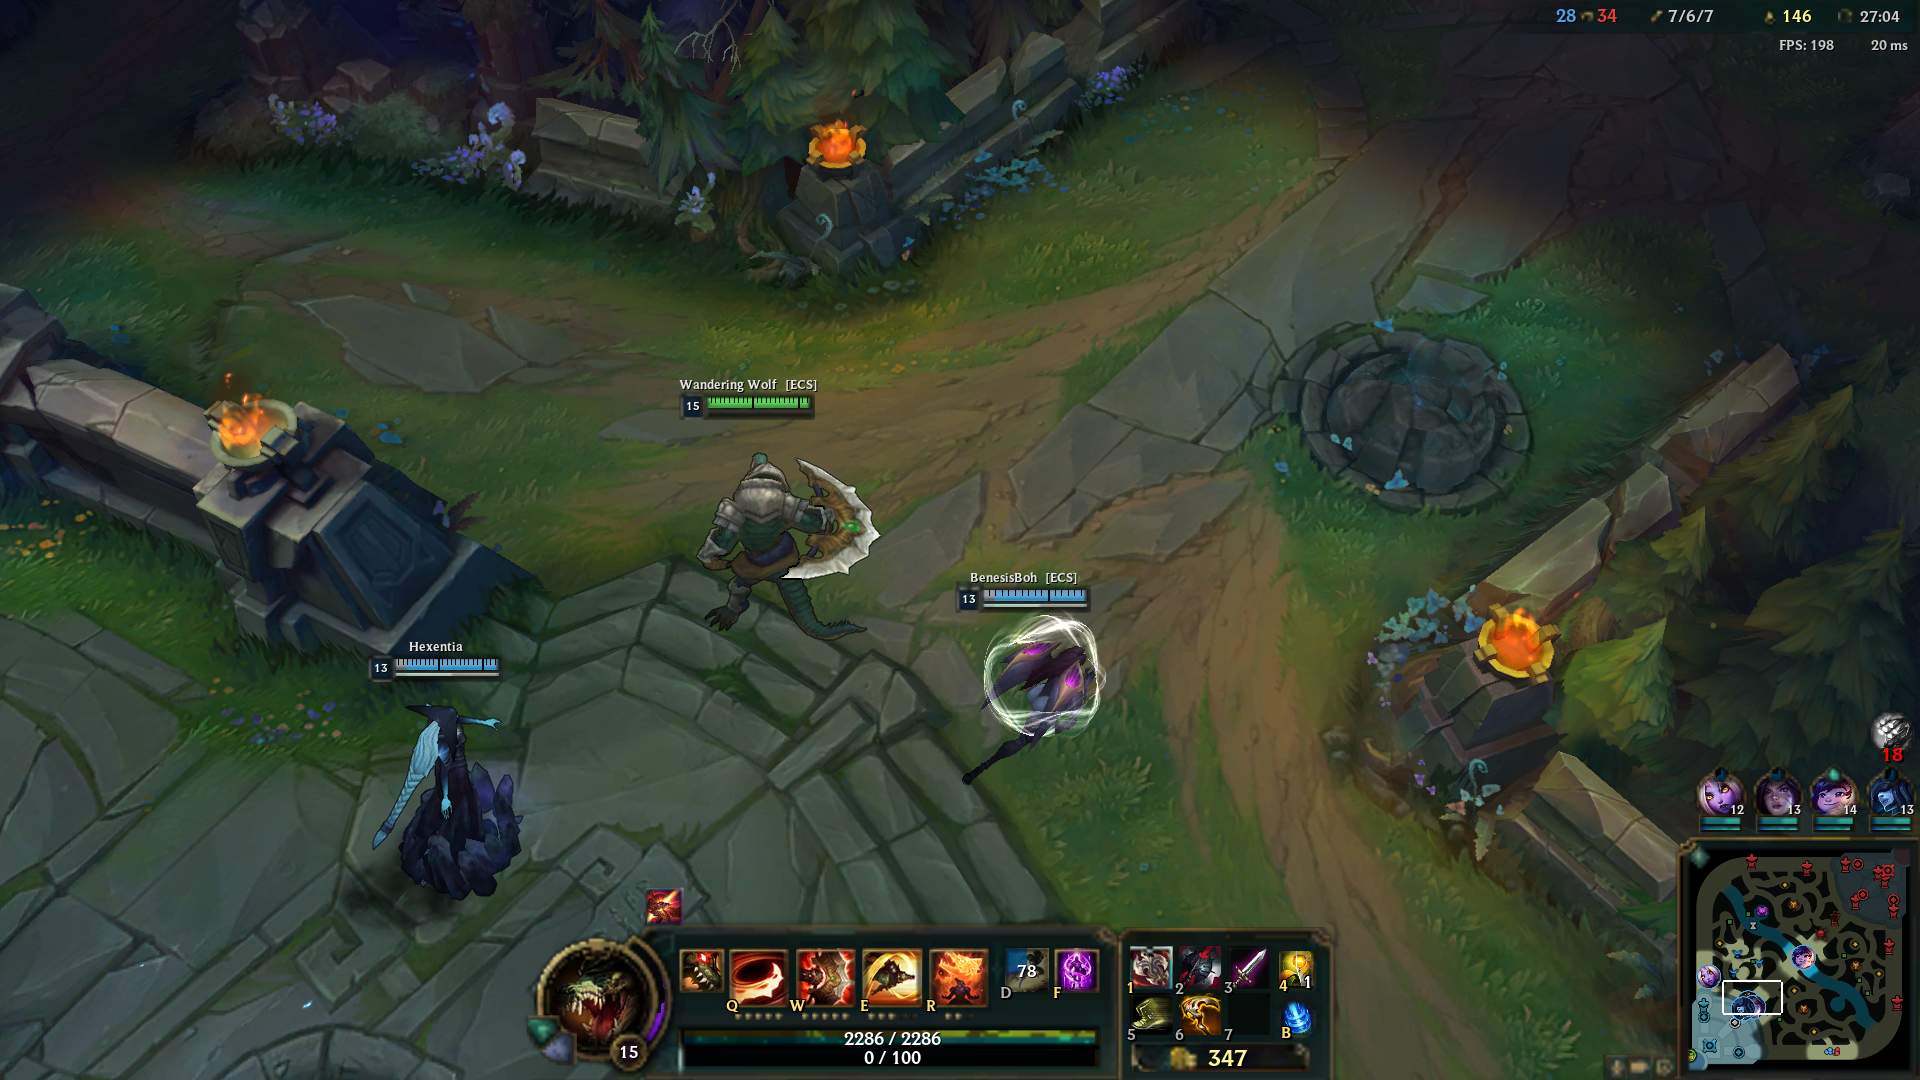 28 34 7/6/7 146 27:04
FPS: 198 20 ms
Wandering Wolf [ECS]
15
BenesisBoh [ECS]
13
Hexentia
13
18
12 13 14 13
78
Q W E R D F
1 2 3 4 1
5 6 7 B
2286 / 2286
0 / 100
15
347